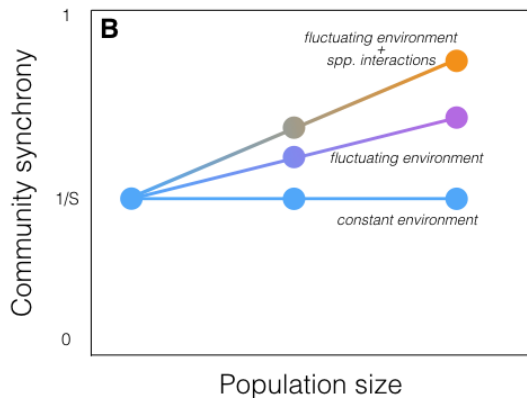 1
B
fluctuating environment
+
spp. interactions
Community synchrony
1/S
fluctuating environment
constant environment
0
Population size